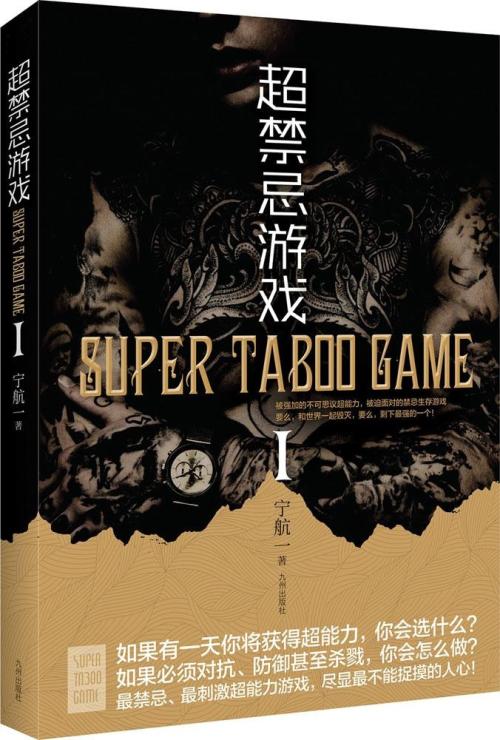 超禁忌游戏
SUPER TABOO GAME
I
宁航一 著
九州出版社
超禁忌游戏
SUPER TABOO GAME
被强加的不可思议超能力，被迫面对的禁忌生存游戏
要么，和世界一起毁灭，要么，剩下最强的一个！
I
宁航一 著
九州出版社
SUPER
TABOO
GAME
如果有一天你将获得超能力，你会选什么？
如果必须对抗、防御甚至杀戮，你会怎么做？
最禁忌、最刺激超能力游戏，尽显最不能捉摸的人心！